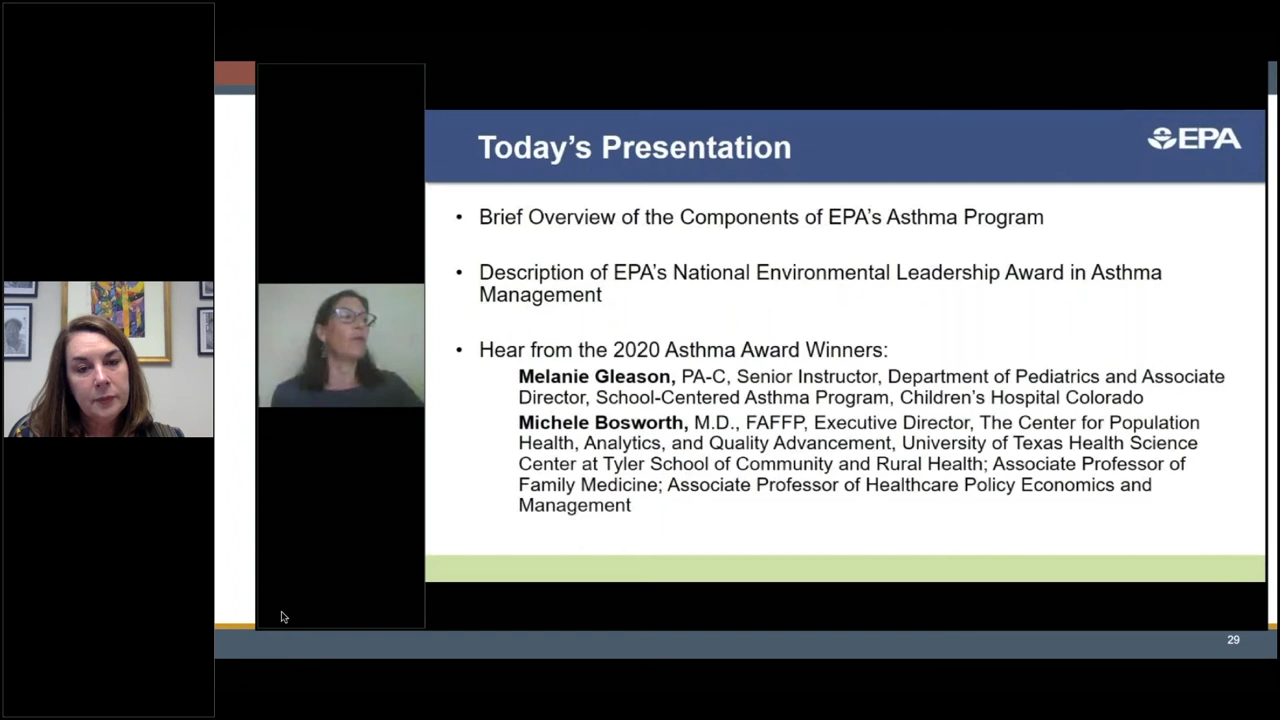 Today's Presentation
EPA
• Brief Overview of the Components of EPA's Asthma Program
• Description of EPA's National Environmental Leadership Award in Asthma
Management
• Hear from the 2020 Asthma Award Winners:
Melanie Gleason, PA-C, Senior Instructor, Department of Pediatrics and Associate
Director, School-Centered Asthma Program, Children's Hospital Colorado
Michele Bosworth, M.D., FAFFP, Executive Director, The Center for Population
Health, Analytics, and Quality Advancement, University of Texas Health Science
Center at Tyler School of Community and Rural Health; Associate Professor of
Family Medicine; Associate Professor of Healthcare Policy Economics and
Management
29